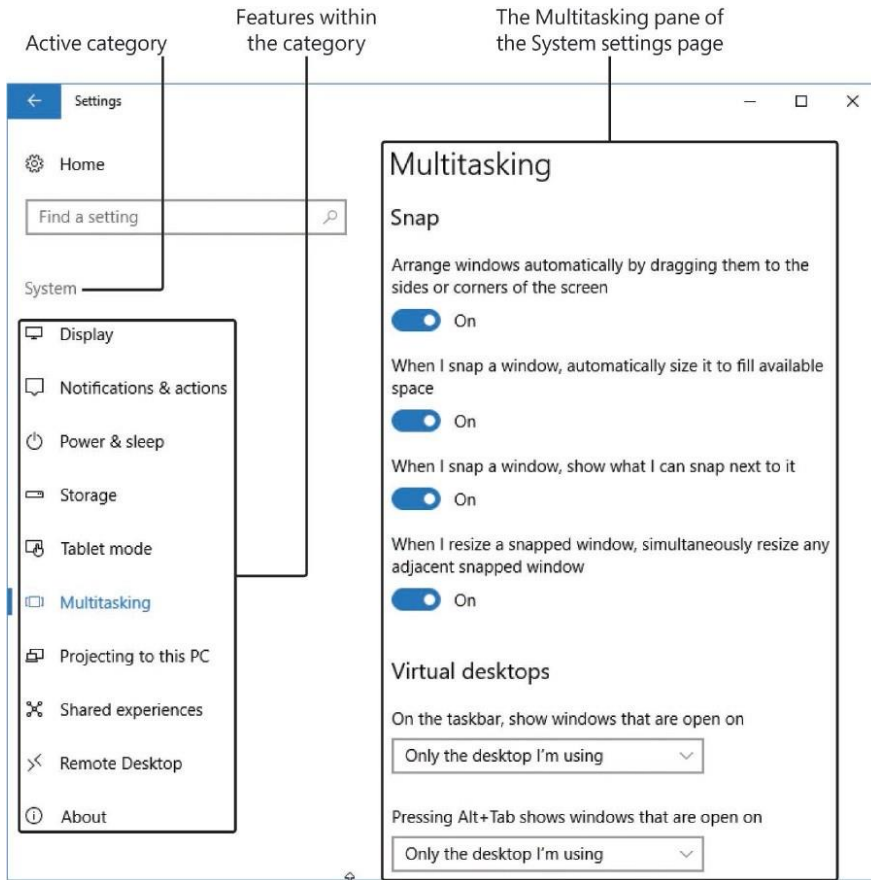 Active category
Features within
the category
The Multitasking pane of
the System settings page
Settings
Home
Find a setting
System
Display
Notifications & actions
Power & sleep
Storage
Tablet mode
Multitasking
Projecting to this PC
Shared experiences
Remote Desktop
About
Multitasking
Snap
Arrange windows automatically by dragging them to the
sides or corners of the screen
On
When I snap a window, automatically size it to fill available
space
On
When I snap a window, show what I can snap next to it
On
When I resize a snapped window, simultaneously resize any
adjacent snapped window
On
Virtual desktops
On the taskbar, show windows that are open on
Only the desktop I'm using
Pressing Alt+Tab shows windows that are open on
Only the desktop I'm using